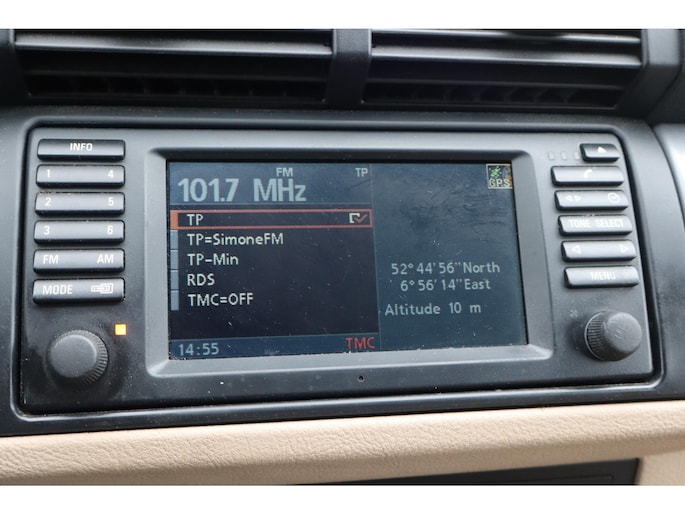 INFO
1 4
2 5
3 6
FM AM
MODE
FM TP
101.7 MHz
TP
TP=SimoneFM
TP-Min
RDS
TMC=OFF
14:55 TMC
GPS
52°44'56"North
6°56'14"East
Altitude 10 m
TONE SELECT
MENU